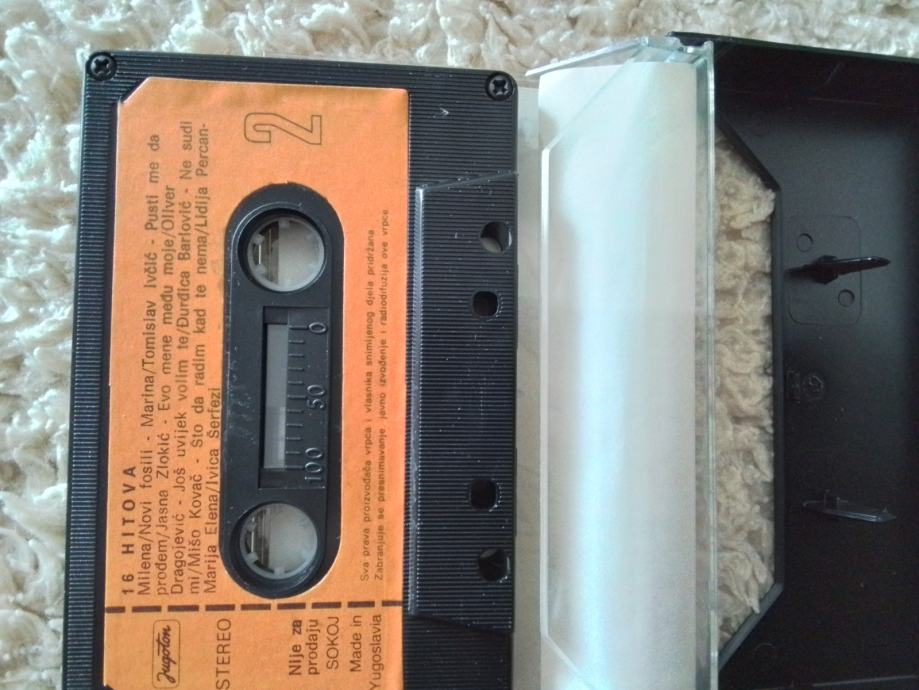 16 HITOVA
Milena/Novi fosili - Marina/Tomislav Ivčić - Pusti me da
prođem/Jasna Zlokić - Evo mene među moje/Oliver
Dragojević - Još uvijek volim te/Đurđica Barlović - Ne sudi
mi/Mišo Kovač - Što da radim kad te nema/Lidija Percan-
Marija Elena/Ivica Šerfezi
2
100 50 0
Sva prava proizvođača vrpci i vlasnika snimljenog djela pridržana
Zabranjuje se presnimavanje, javno izvođenje i radiodifuzija ove vrpce
Jugoton
STEREO
Nije za
prodaju
SOKOJ
Made in
Yugoslavia